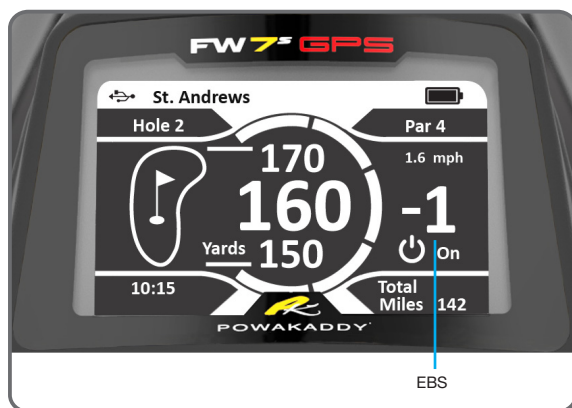 FW7s GPS
St. Andrews
Hole 2
Par 4
170
160
Yards 150
1.6 mph
-1
On
10:15
Total
Miles 142
POWAKADDY
EBS